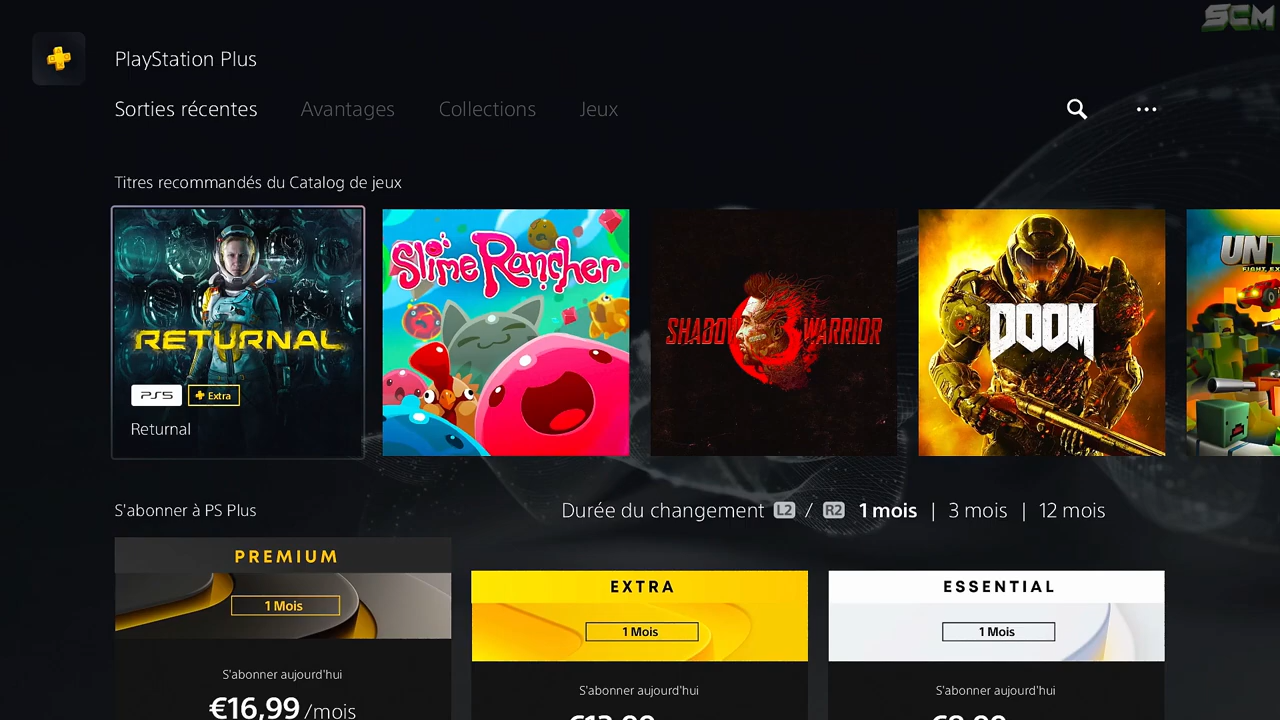 SCM
PlayStation Plus
Sorties récentes
Avantages
Collections
Jeux
Titres recommandés du Catalog de jeux
RETURNAL
PS5
Extra
Returnal
Slime Rancher
SHADOW WARRIOR
3
DOOM
S'abonner à PS Plus
Durée du changement L2 / R2 1 mois | 3 mois | 12 mois
PREMIUM
1 Mois
S'abonner aujourd'hui
€16,99 /mois
EXTRA
1 Mois
S'abonner aujourd'hui
ESSENTIAL
1 Mois
S'abonner aujourd'hui